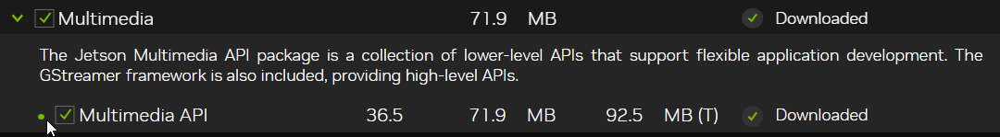 Multimedia 71.9 MB Downloaded
The Jetson Multimedia API package is a collection of lower-level APIs that support flexible application development. The
GStreamer framework is also included, providing high-level APIs.
Multimedia API 36.5 71.9 MB 92.5 MB (T) Downloaded